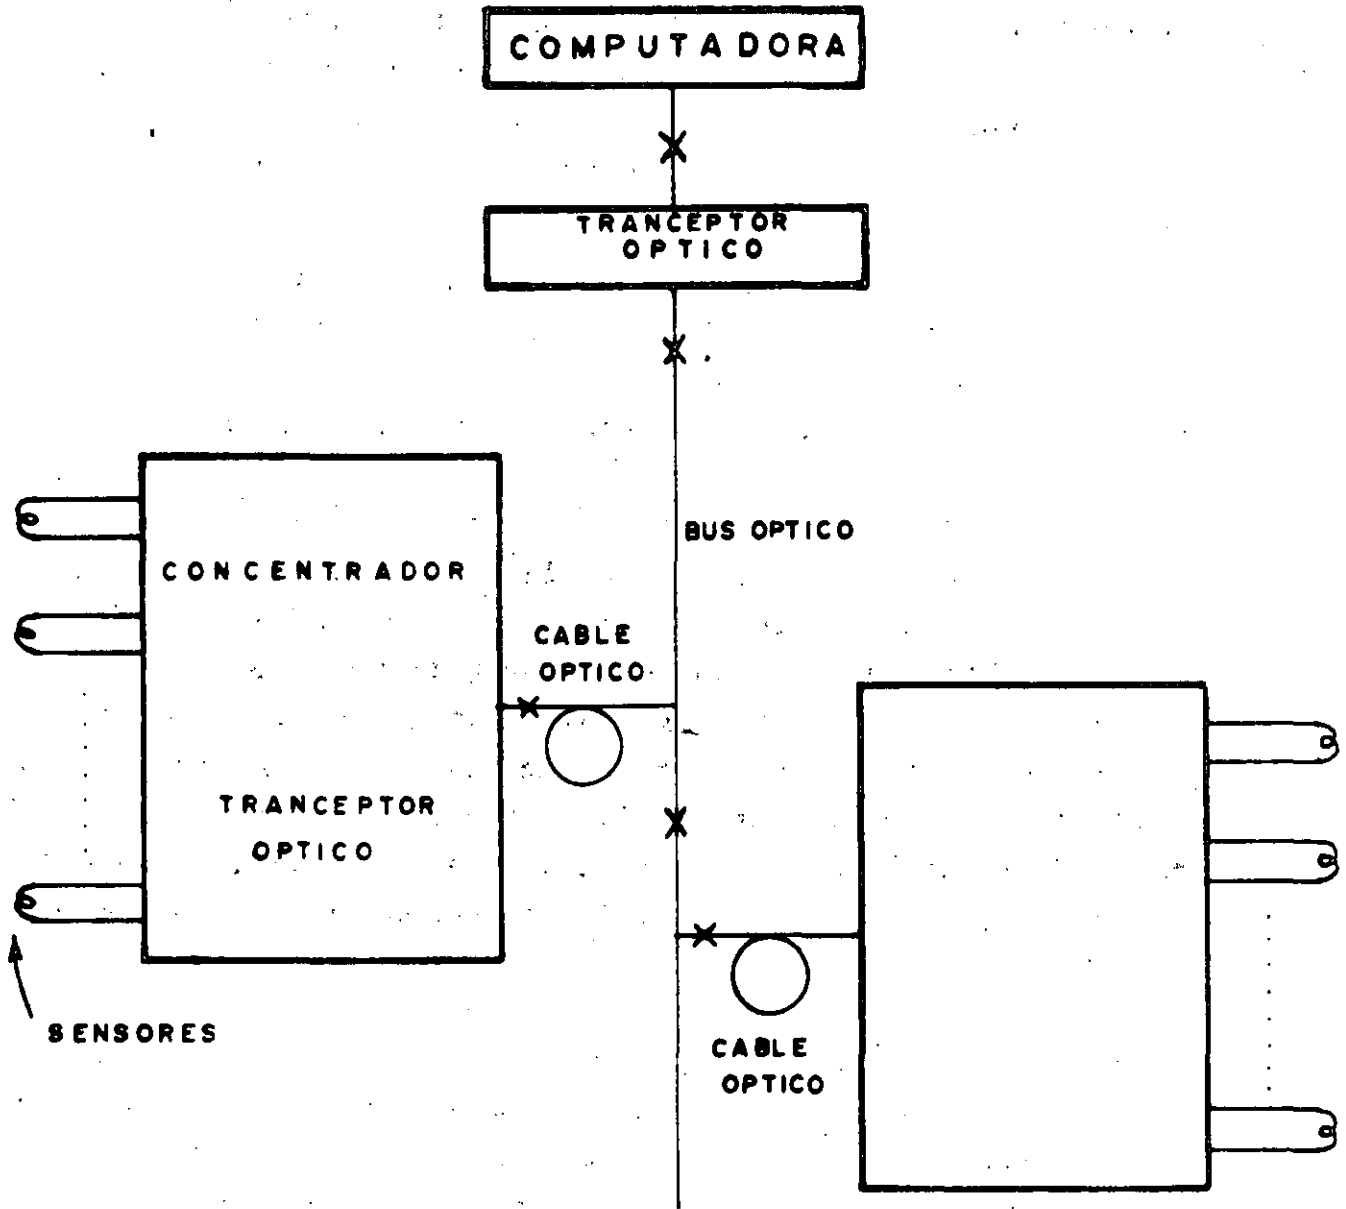 COMPUTADORA
TRANCEPTOR
OPTICO
BUS OPTICO
CONCENTRADOR
CABLE
OPTICO
TRANCEPTOR
OPTICO
SENSORES
CABLE
OPTICO